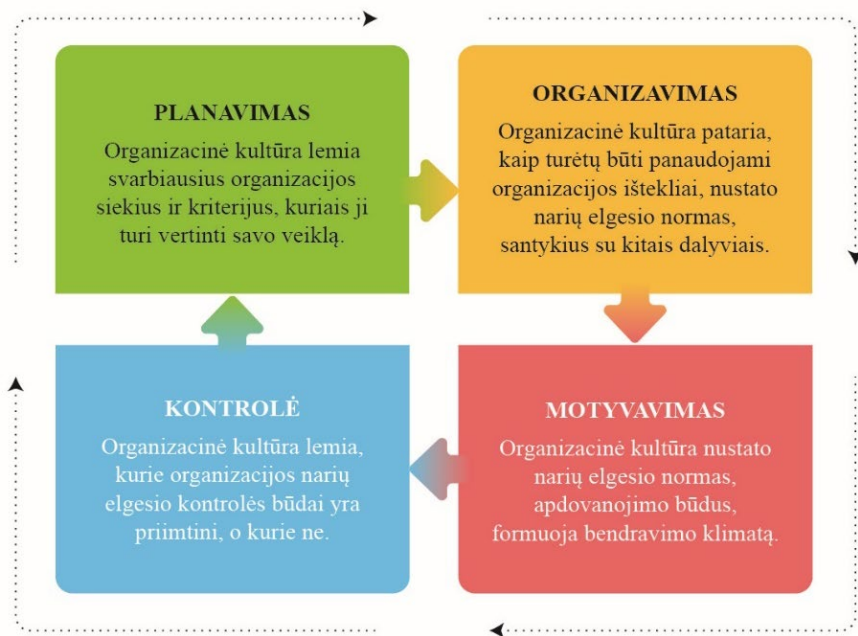 PLANAVIMAS
Organizacinė kultūra lemia
svarbiausius organizacijos
siekius ir kriterijus, kuriais ji
turi vertinti savo veiklą.
ORGANIZAVIMAS
Organizacinė kultūra pataria,
kaip turėtų būti panaudojami
organizacijos ištekliai, nustato
narių elgesio normas,
santykius su kitais dalyviais.
KONTROLĖ
Organizacinė kultūra lemia,
kurie organizacijos narių
elgesio kontrolės būdai yra
priimtini, o kurie ne.
MOTYVAVIMAS
Organizacinė kultūra nustato
narių elgesio normas,
apdovanojimo būdus,
formuoja bendravimo klimatą.